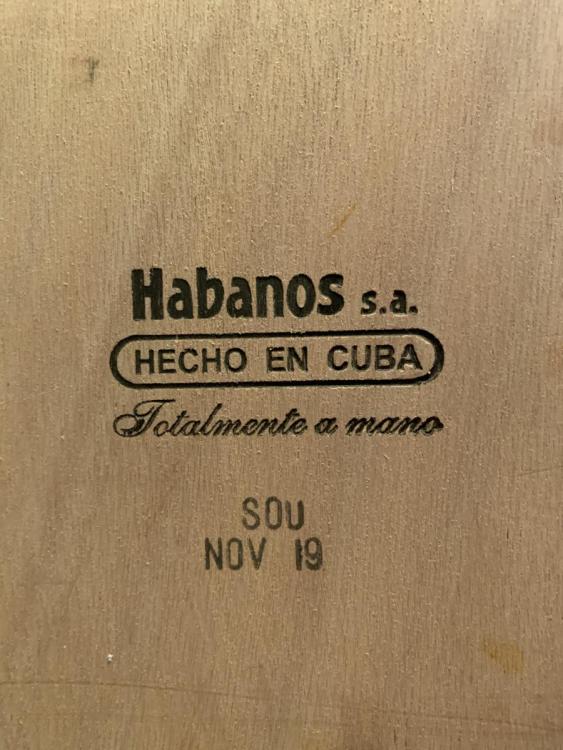 Habanos s.a.
HECHO EN CUBA
Totalmente a mano
SOU
NOV 19